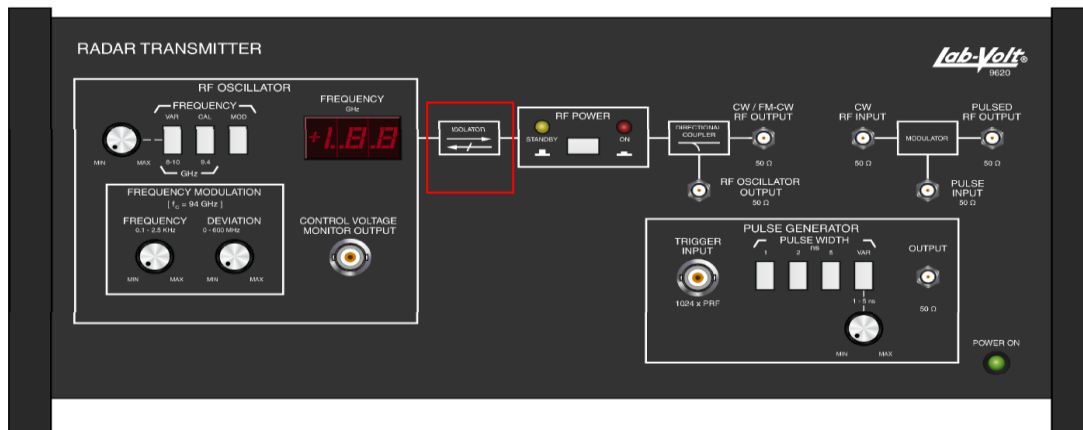 RADAR TRANSMITTER
Lab-Volt®
9620
RF OSCILLATOR
FREQUENCY
VAR CAL MOD
MIN MAX
8-10 9.4
GHz
FREQUENCY
GHz
+1.8.8
FREQUENCY MODULATION
[ fc = 94 GHz ]
FREQUENCY DEVIATION
0.1 - 2.5 KHz 0 - 600 MHz
MIN MAX MIN MAX
CONTROL VOLTAGE
MONITOR OUTPUT
ISOLATOR
RF POWER
STANDBY ON
DIRECTIONAL
COUPLER
CW / FM-CW
RF OUTPUT
50 Ω
RF OSCILLATOR
OUTPUT
50 Ω
CW
RF INPUT
50 Ω
MODULATOR
PULSED
RF OUTPUT
50 Ω
PULSE
INPUT
50 Ω
PULSE GENERATOR
TRIGGER
INPUT
1024 x PRF
PULSE WIDTH
ns
1 2 5 VAR
1 - 5 ns
MIN MAX
OUTPUT
50 Ω
POWER ON